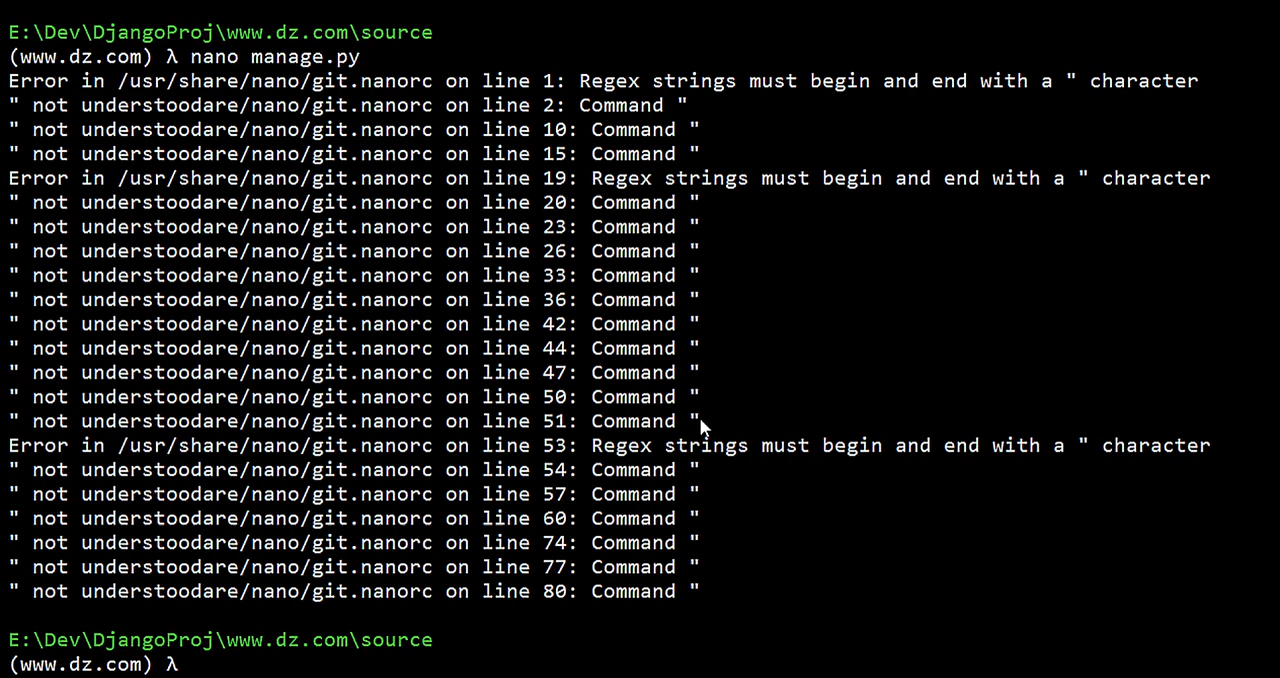 E:\Dev\DjangoProj\www.dz.com\source
(www.dz.com) λ nano manage.py
Error in /usr/share/nano/git.nanorc on line 1: Regex strings must begin and end with a " character
" not understoodare/nano/git.nanorc on line 2: Command "
" not understoodare/nano/git.nanorc on line 10: Command "
" not understoodare/nano/git.nanorc on line 15: Command "
Error in /usr/share/nano/git.nanorc on line 19: Regex strings must begin and end with a " character
" not understoodare/nano/git.nanorc on line 20: Command "
" not understoodare/nano/git.nanorc on line 23: Command "
" not understoodare/nano/git.nanorc on line 26: Command "
" not understoodare/nano/git.nanorc on line 33: Command "
" not understoodare/nano/git.nanorc on line 36: Command "
" not understoodare/nano/git.nanorc on line 42: Command "
" not understoodare/nano/git.nanorc on line 44: Command "
" not understoodare/nano/git.nanorc on line 47: Command "
" not understoodare/nano/git.nanorc on line 50: Command "
" not understoodare/nano/git.nanorc on line 51: Command "
Error in /usr/share/nano/git.nanorc on line 53: Regex strings must begin and end with a " character
" not understoodare/nano/git.nanorc on line 54: Command "
" not understoodare/nano/git.nanorc on line 57: Command "
" not understoodare/nano/git.nanorc on line 60: Command "
" not understoodare/nano/git.nanorc on line 74: Command "
" not understoodare/nano/git.nanorc on line 77: Command "
" not understoodare/nano/git.nanorc on line 80: Command "
E:\Dev\DjangoProj\www.dz.com\source
(www.dz.com) λ